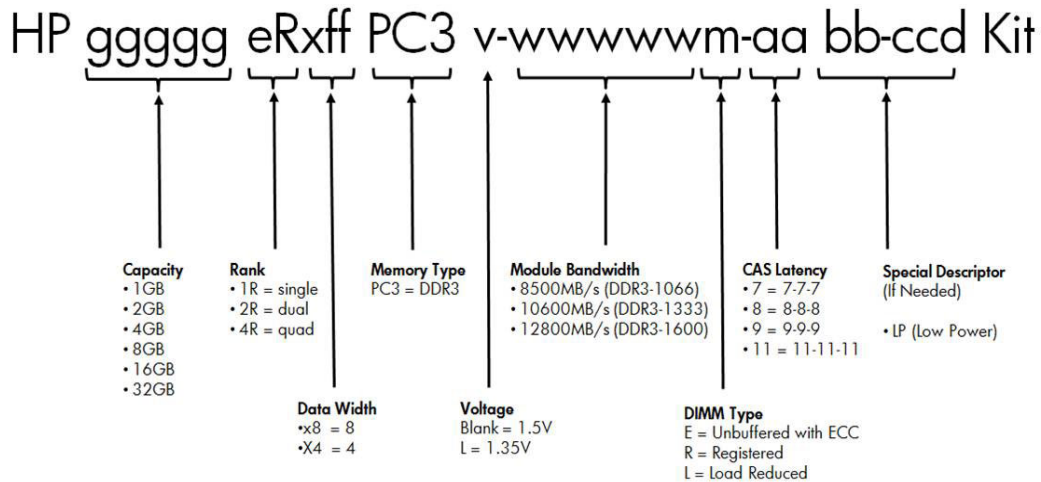 HP ggggg eRxff PC3 v-wwwwwm-aa bb-ccd Kit
Capacity
• 1GB
• 2GB
• 4GB
• 8GB
• 16GB
• 32GB
Rank
• 1R = single
• 2R = dual
• 4R = quad
Memory Type
PC3 = DDR3
Module Bandwidth
• 8500MB/s (DDR3-1066)
• 10600MB/s (DDR3-1333)
• 12800MB/s (DDR3-1600)
CAS Latency
• 7 = 7-7-7
• 8 = 8-8-8
• 9 = 9-9-9
• 11 = 11-11-11
Special Descriptor
(If Needed)
• LP (Low Power)
Data Width
•x8 = 8
•X4 = 4
Voltage
Blank = 1.5V
L = 1.35V
DIMM Type
E = Unbuffered with ECC
R = Registered
L = Load Reduced